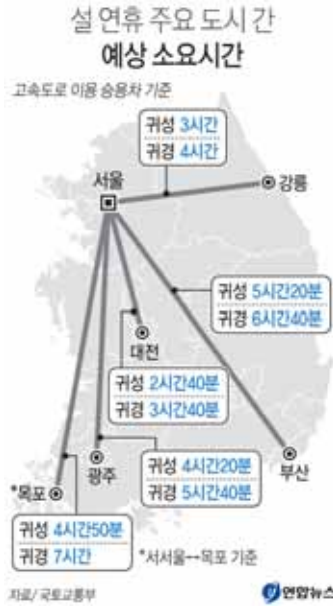 설 연휴 주요 도시 간
예상 소요시간
고속도로 이용 승용차 기준
귀성 3시간
귀경 4시간
서울
강릉
귀성 5시간20분
귀경 6시간40분
대전
귀성 2시간40분
귀경 3시간40분
부산
광주
귀성 4시간20분
귀경 5시간40분
*목포
귀성 4시간50분
귀경 7시간
*서서울↔목포 기준
자료/ 국토교통부
연합뉴스